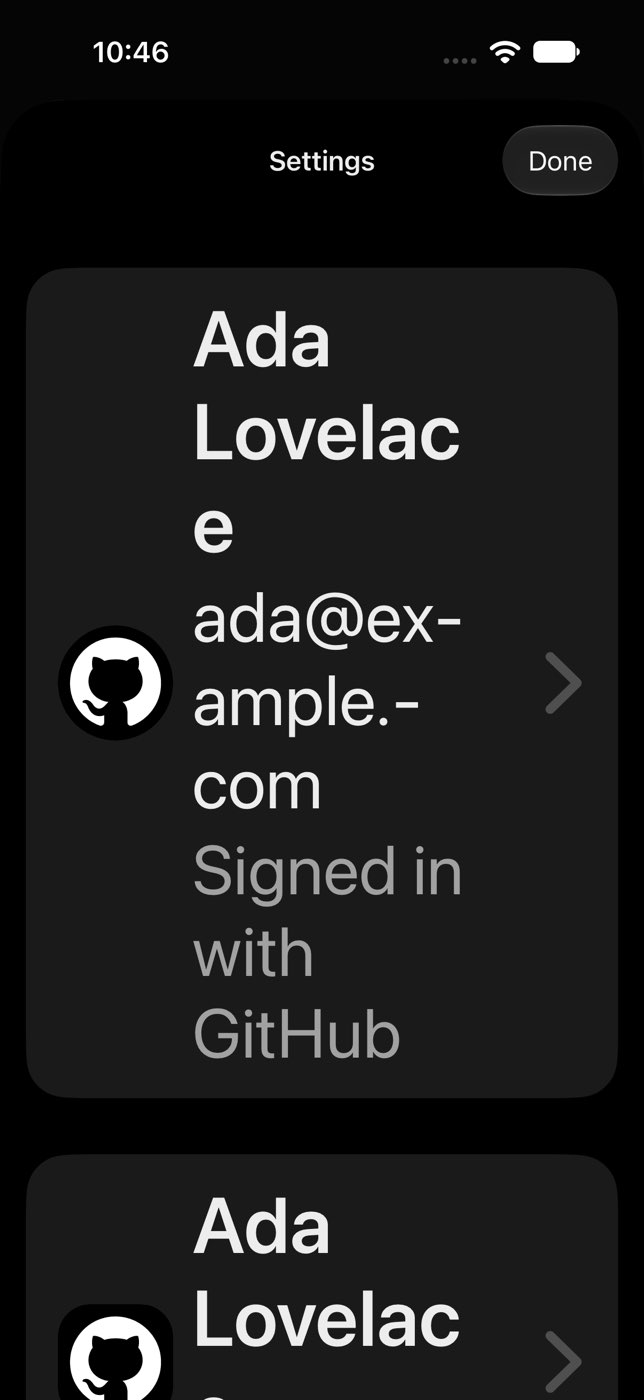 10:46
Settings
Done
Ada
Lovelac
e
ada@ex-
ample.-
com
Signed in
with
GitHub
Ada
Lovelac